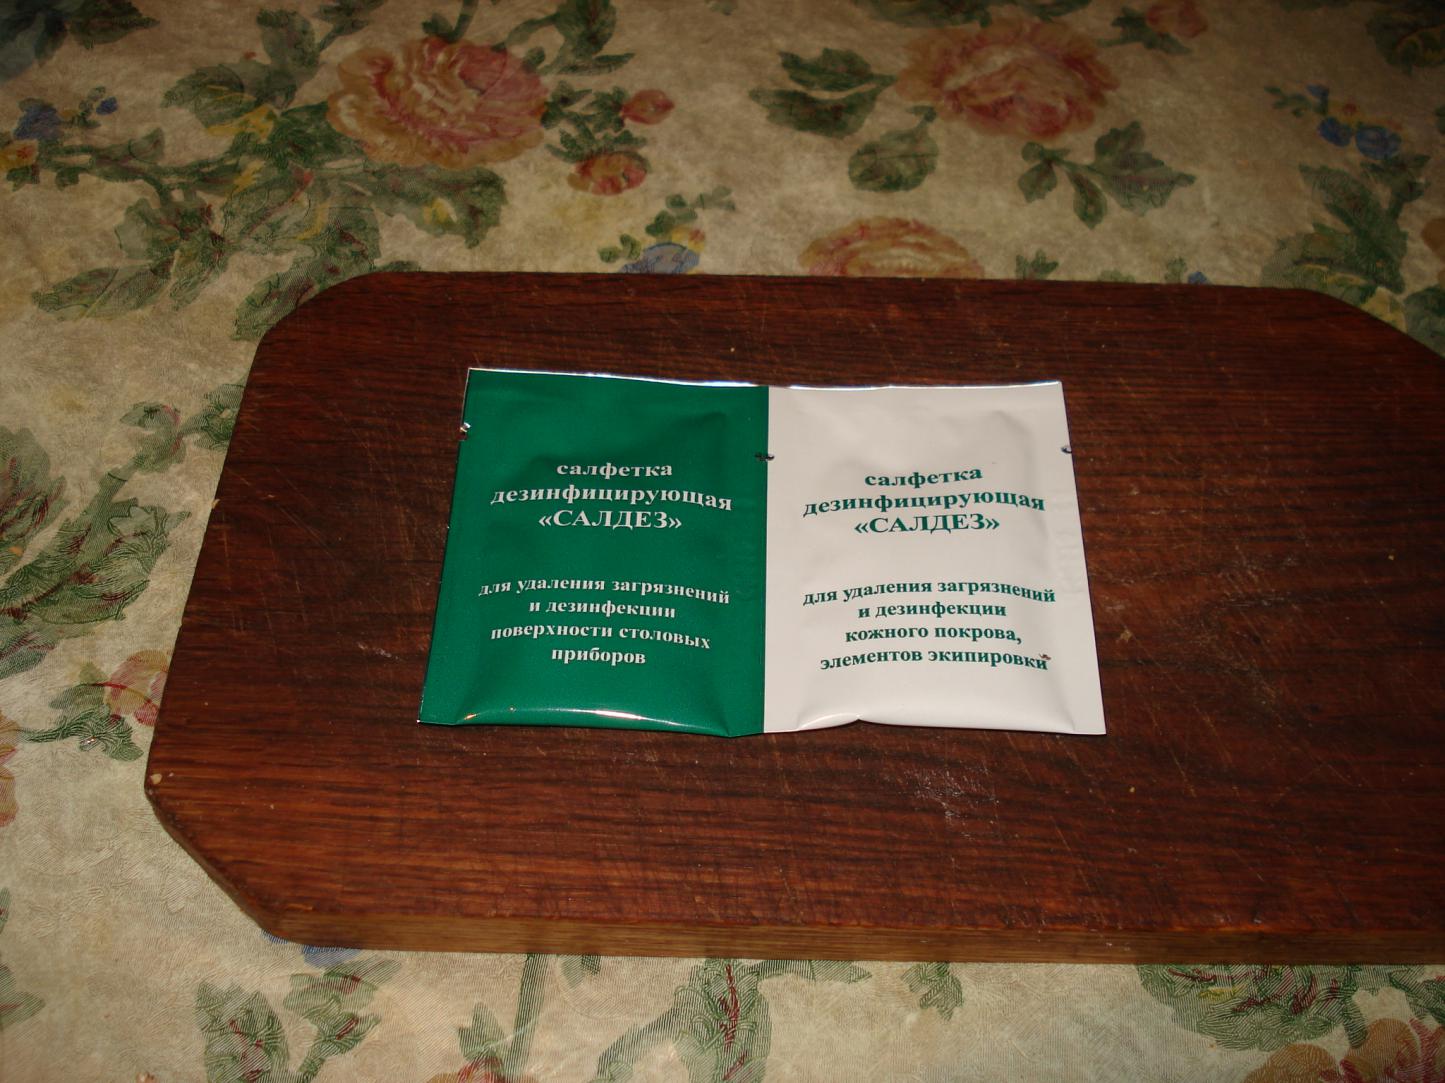 салфетка
дезинфицирующая
«САЛДЕЗ»
для удаления загрязнений
и дезинфекции
поверхности столовых
приборов
салфетка
дезинфицирующая
«САЛДЕЗ»
для удаления загрязнений
и дезинфекции
кожного покрова,
элементов экипировки